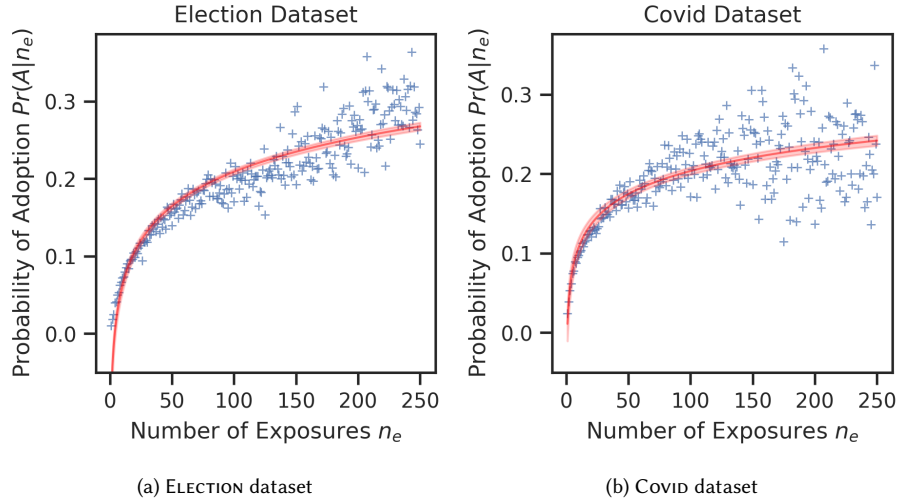 Election Dataset
Probability of Adoption Pr(A|nₑ)
0.3
0.2
0.1
0.0
0 50 100 150 200 250
Number of Exposures nₑ
(a) Election dataset
Covid Dataset
Probability of Adoption Pr(A|nₑ)
0.3
0.2
0.1
0.0
0 50 100 150 200 250
Number of Exposures nₑ
(b) Covid dataset